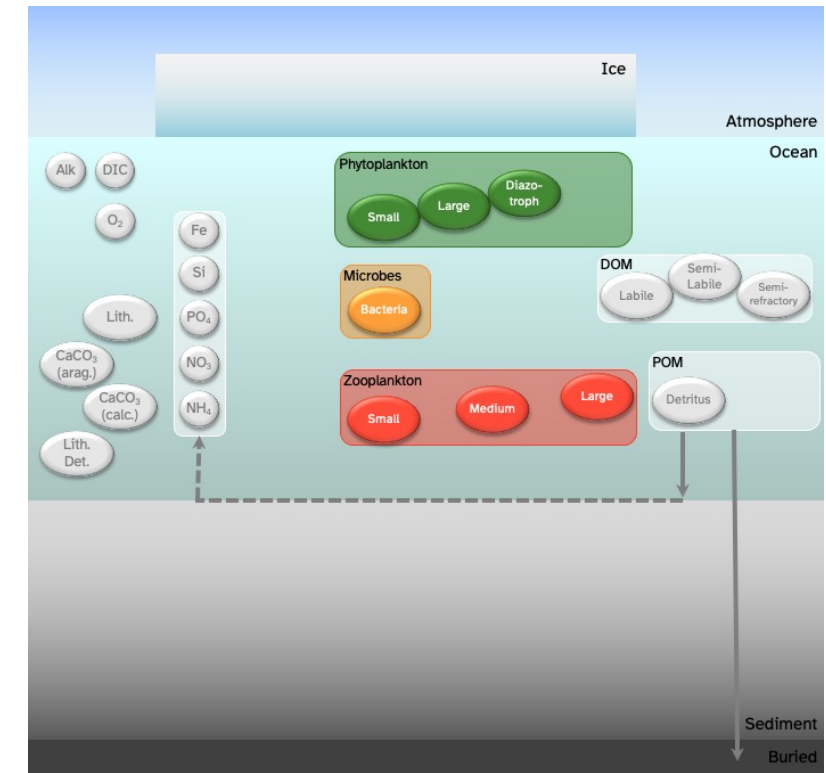 Ice
Atmosphere
Ocean
Alk
DIC
O₂
Fe
Si
PO₄
NO₃
NH₄
Lith.
CaCO₃
(arag.)
CaCO₃
(calc.)
Lith.
Det.
Phytoplankton
Small
Large
Diazo-
troph
Microbes
Bacteria
Zooplankton
Small
Medium
Large
DOM
Labile
Semi-
Labile
Semi-
refractory
POM
Detritus
Sediment
Buried